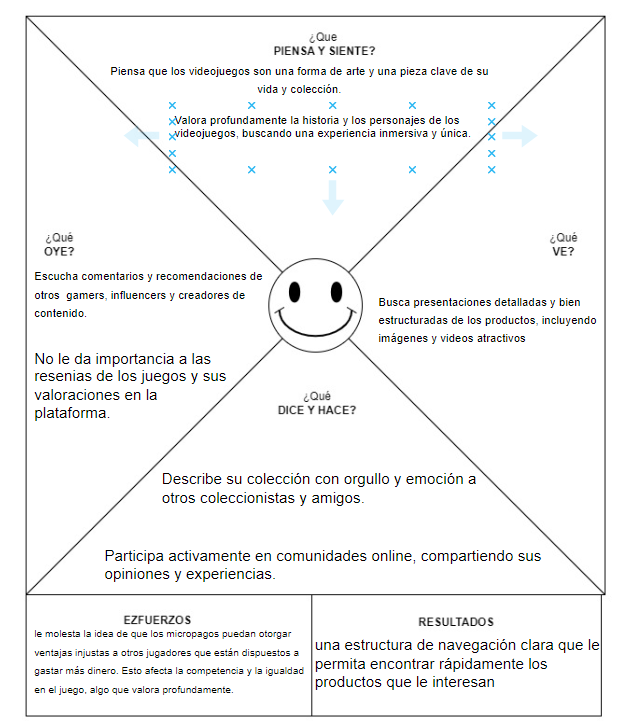 ¿Que
PIENSA Y SIENTE?
Piensa que los videojuegos son una forma de arte y una pieza clave de su
vida y colección.
Valora profundamente la historia y los personajes de los
videojuegos, buscando una experiencia inmersiva y única.
¿Qué
OYE?
Escucha comentarios y recomendaciones de
otros gamers, influencers y creadores de
contenido.
No le da importancia a las
resenias de los juegos y sus
valoraciones en la
plataforma.
¿Qué
VE?
Busca presentaciones detalladas y bien
estructuradas de los productos, incluyendo
imágenes y videos atractivos
¿Qué
DICE Y HACE?
Describe su colección con orgullo y emoción a
otros coleccionistas y amigos.
Participa activamente en comunidades online, compartiendo sus
opiniones y experiencias.
EZFUERZOS
le molesta la idea de que los micropagos puedan otorgar
ventajas injustas a otros jugadores que están dispuestos a
gastar más dinero. Esto afecta la competencia y la igualdad
en el juego, algo que valora profundamente.
RESULTADOS
una estructura de navegación clara que le
permita encontrar rápidamente los
productos que le interesan